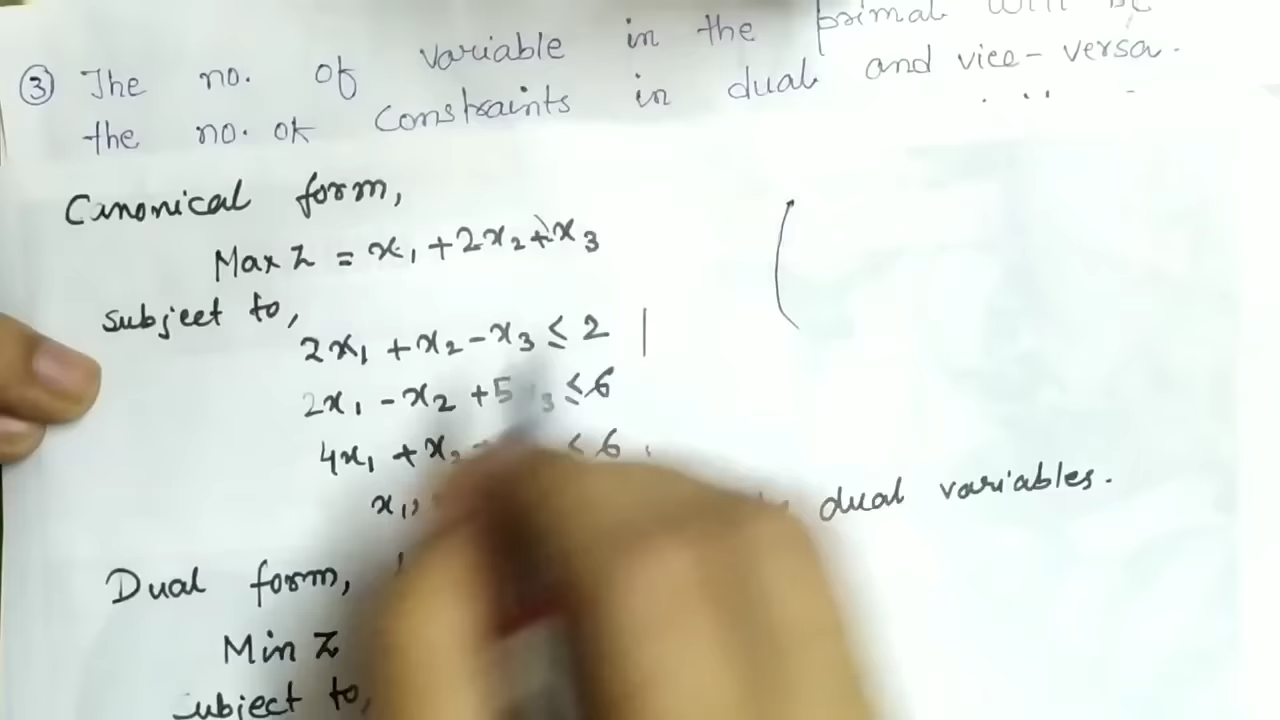 ③ The no. of variable in the primal will be
the no. of constraints in dual and vice-versa.
Canonical form,
Max Z = x₁ + 2x₂ + x₃
subject to,
2x₁ + x₂ - x₃ ≤ 2
2x₁ - x₂ + 5 ₃ ≤ 6
4x₁ + x₂ ≤ 6
x₁,
dual variables.
Dual form,
Min Z
ubject to,